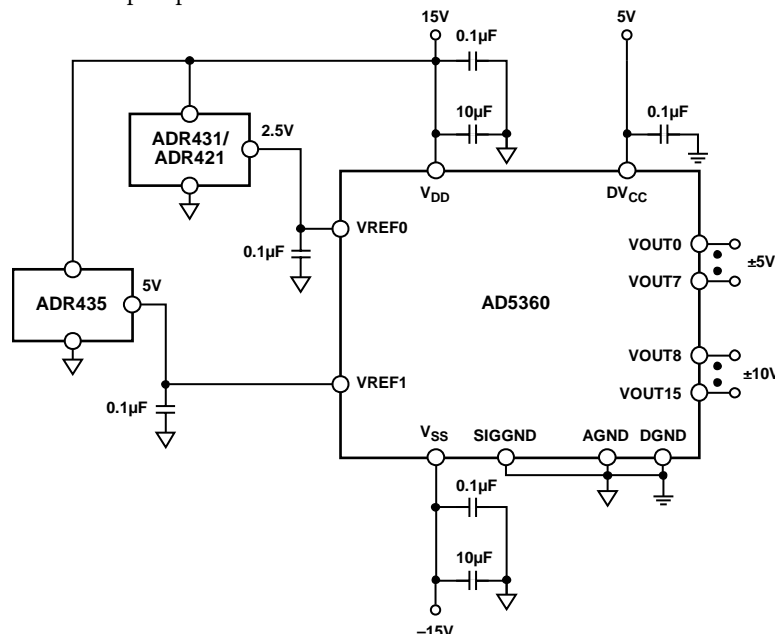 15V
5V
0.1µF
10µF
0.1µF
ADR431/
ADR421
2.5V
VDD
DVCC
VREF0
0.1µF
VOUT0
±5V
VOUT7
ADR435
5V
AD5360
VOUT8
±10V
VOUT15
VREF1
0.1µF
VSS
SIGGND
AGND
DGND
0.1µF
10µF
–15V